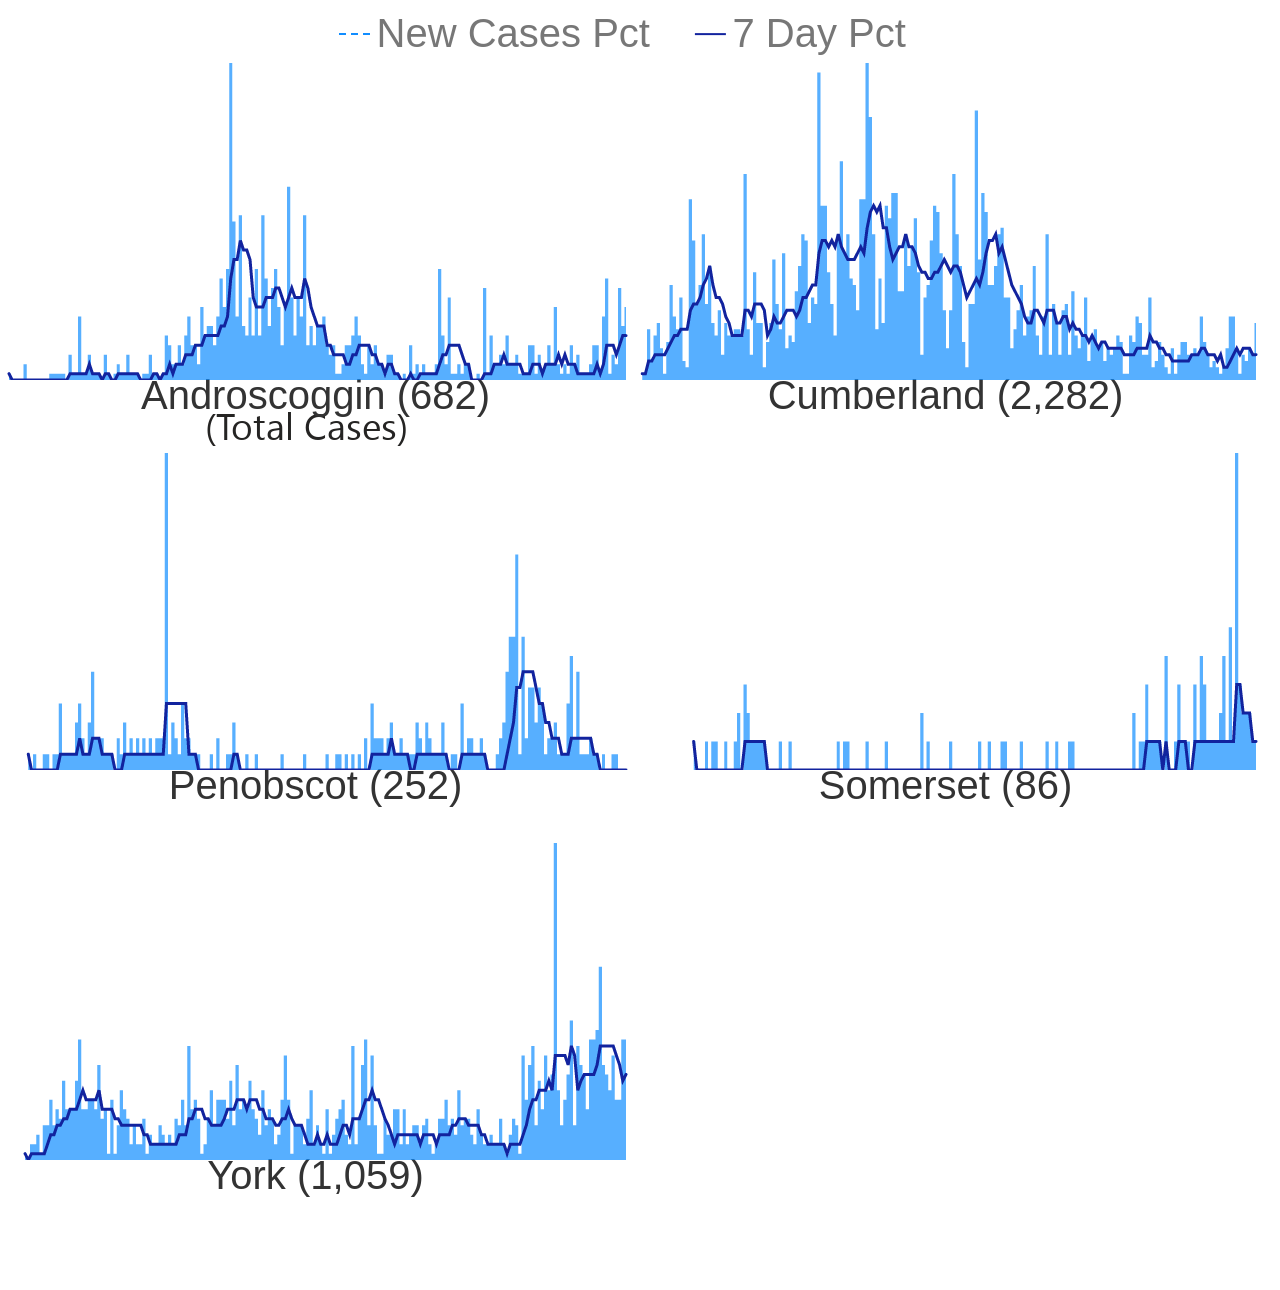 New Cases Pct 7 Day Pct
Androscoggin (682) Cumberland (2,282)
(Total Cases)
Penobscot (252) Somerset (86)
York (1,059)